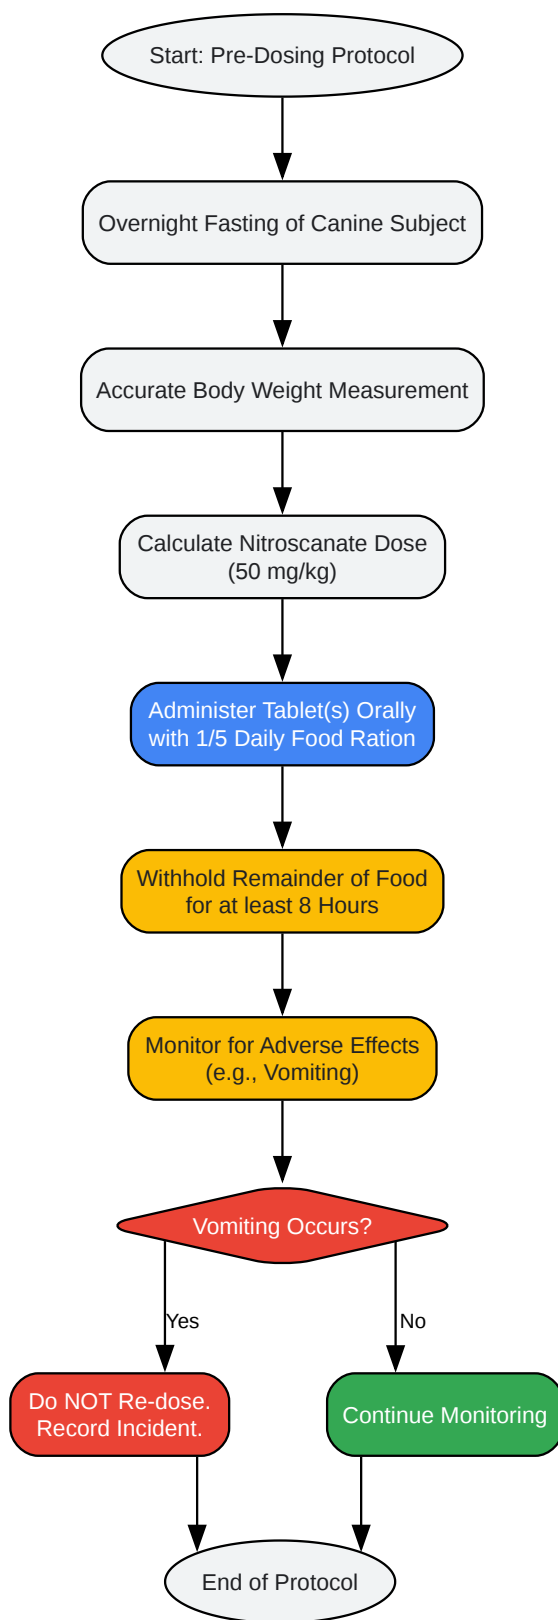 Start: Pre-Dosing Protocol
Overnight Fasting of Canine Subject
Accurate Body Weight Measurement
Calculate Nitroscanate Dose
(50 mg/kg)
Administer Tablet(s) Orally
with 1/5 Daily Food Ration
Withhold Remainder of Food
for at least 8 Hours
Monitor for Adverse Effects
(e.g., Vomiting)
Vomiting Occurs?
Yes
No
Do NOT Re-dose.
Record Incident.
Continue Monitoring
End of Protocol